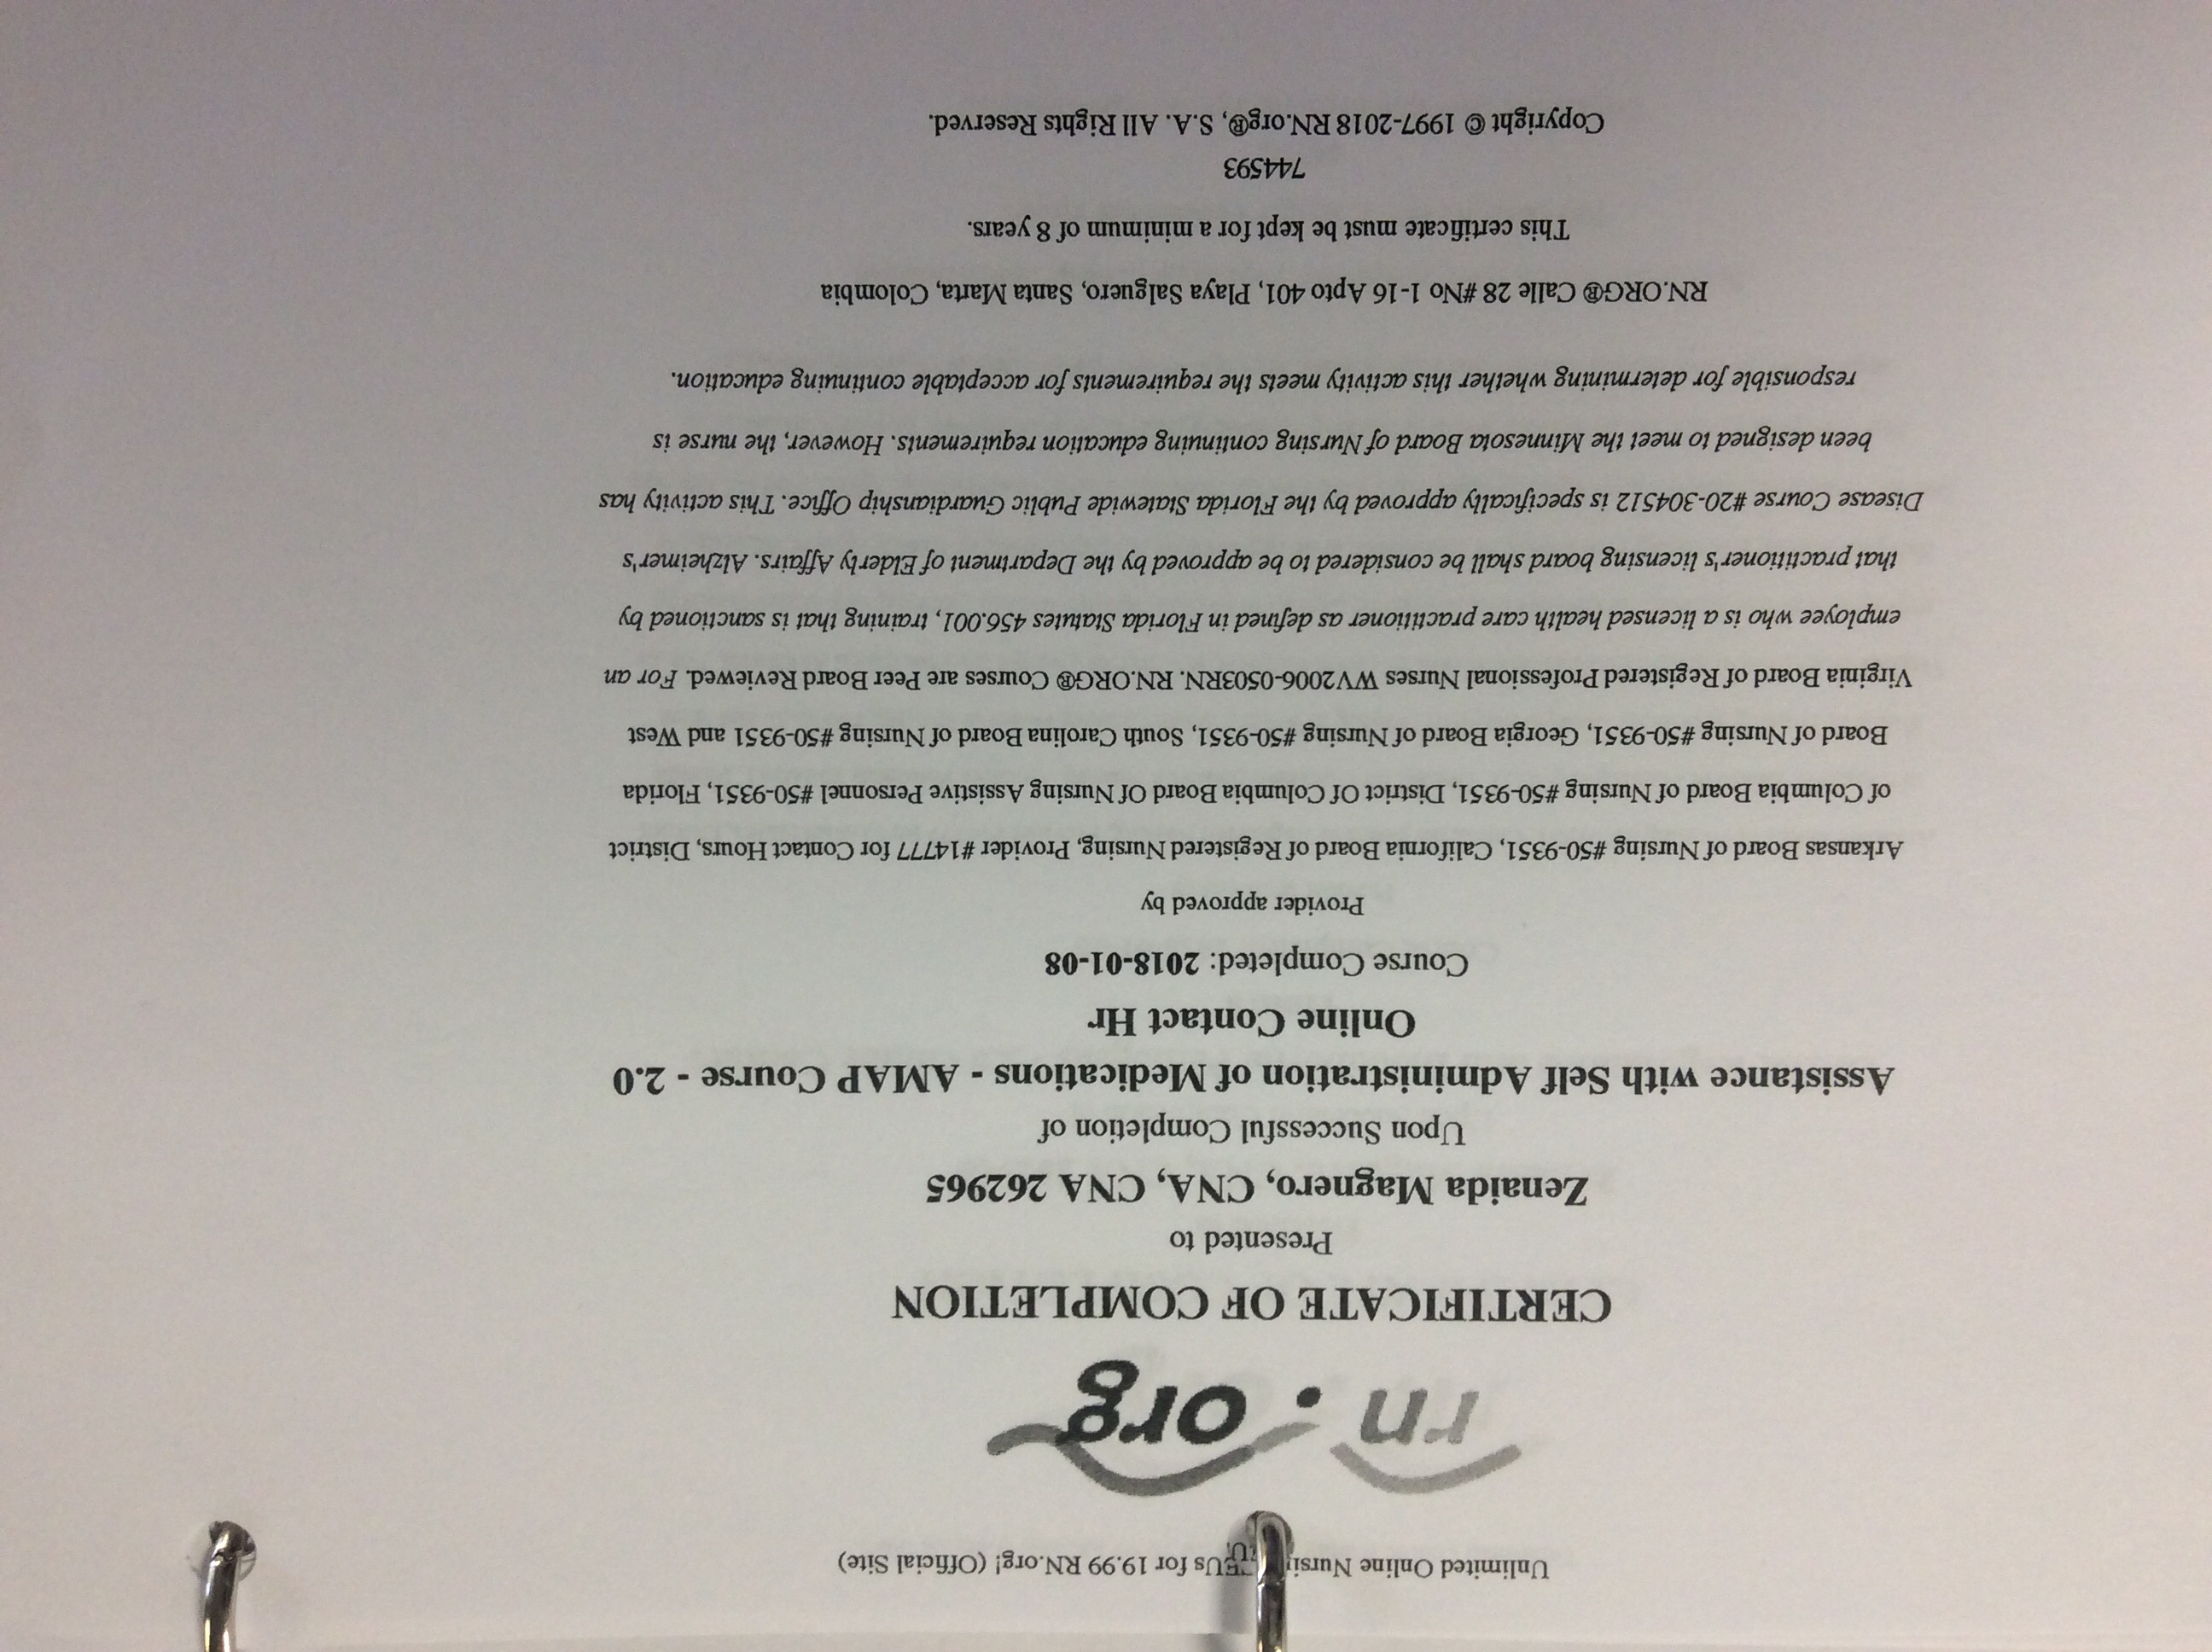 Unlimited Online Us for 19.99 RN.org! (Official Site)
rn.org
CERTIFICATE OF COMPLETION
Presented to
Zenaida Magnero, CNA, CNA 262965
Upon Successful Completion of
Assistance with Self Administration of Medications - AMAP Course - 2.0
Online Contact Hr
Course Completed: 2018-01-08
Provider approved by
Arkansas Board of Nursing #50-9351, California Board of Registered Nursing, Provider #14777 for Contact Hours, District
of Columbia Board of Nursing #50-9351, District Of Columbia Board Of Nursing Assistive Personnel #50-9351, Florida
Board of Nursing #50-9351, Georgia Board of Nursing #50-9351, South Carolina Board of Nursing #50-9351 and West
Virginia Board of Registered Professional Nurses WV2006-0503RN. RN.ORG® Courses are Peer Board Reviewed. For an
employee who is a licensed health care practitioner as defined in Florida Statutes 456.001, training that is sanctioned by
that practitioner's licensing board shall be considered to be approved by the Department of Elderly Affairs. Alzheimer's
Disease Course #20-304512 is specifically approved by the Florida Statewide Public Guardianship Office. This activity has
been designed to meet the Minnesota Board of Nursing continuing education requirements. However, the nurse is
responsible for determining whether this activity meets the requirements for acceptable continuing education.
RN.ORG® Calle 28 #No 1-16 Apto 401, Playa Salguero, Santa Marta, Colombia
This certificate must be kept for a minimum of 8 years.
744593
Copyright © 1997-2018 RN.org®, S.A. All Rights Reserved.